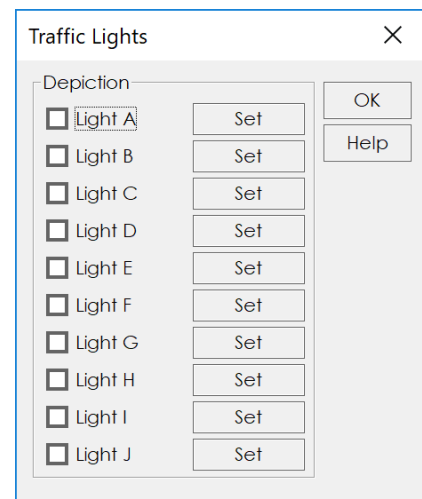 Traffic Lights
Depiction
Light A Set
Light B Set
Light C Set
Light D Set
Light E Set
Light F Set
Light G Set
Light H Set
Light I Set
Light J Set
OK
Help